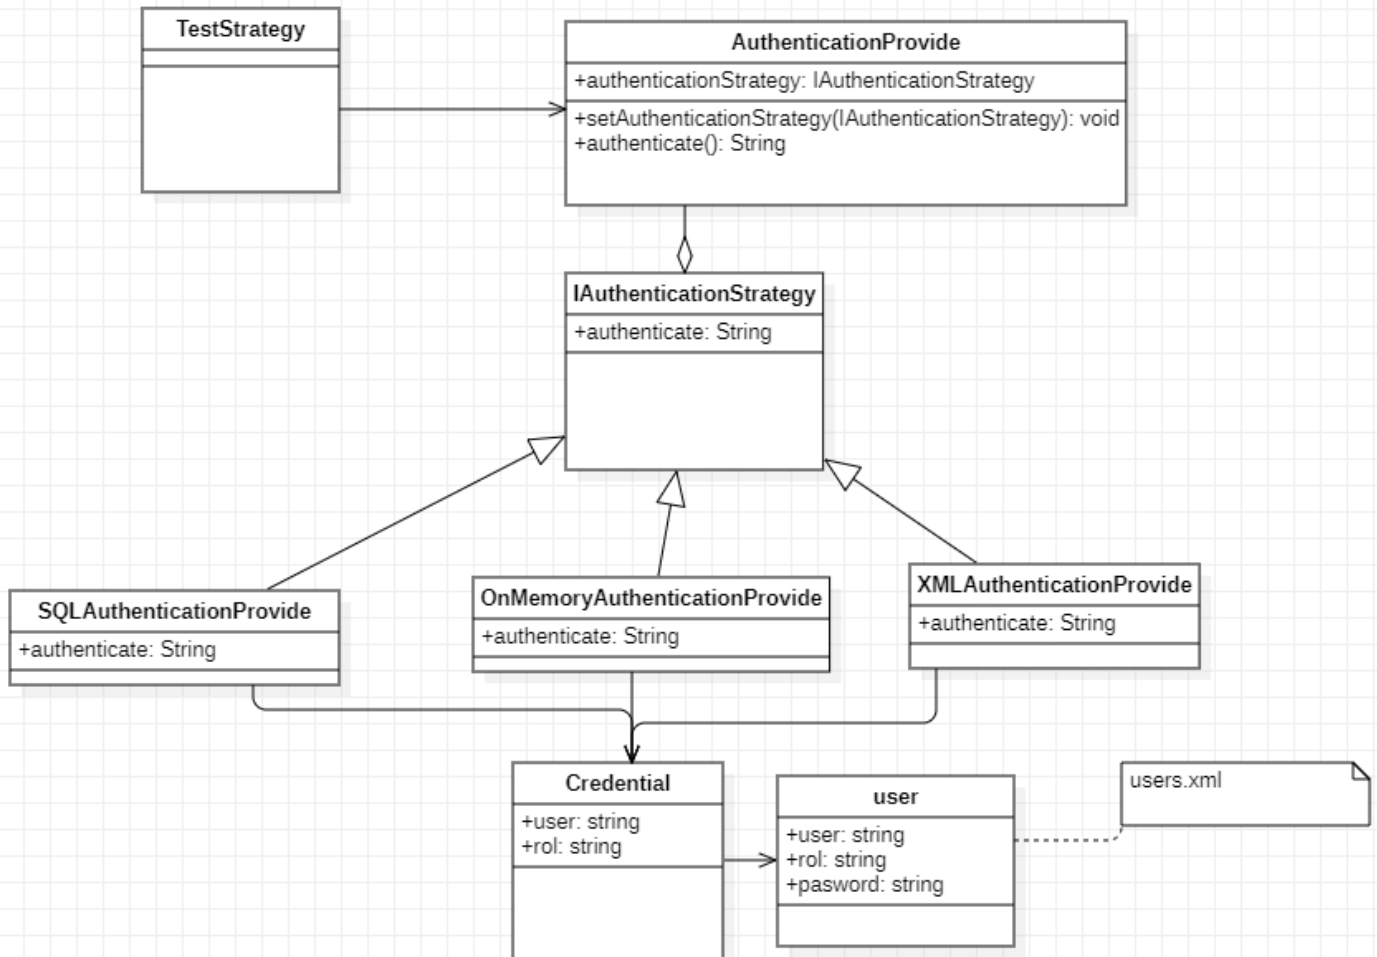 TestStrategy
AuthenticationProvide
+authenticationStrategy: IAuthenticationStrategy
+setAuthenticationStrategy(IAuthenticationStrategy): void
+authenticate(): String
IAuthenticationStrategy
+authenticate: String
SQLAuthenticationProvide
+authenticate: String
OnMemoryAuthenticationProvide
+authenticate: String
XMLAuthenticationProvide
+authenticate: String
Credential
+user: string
+rol: string
user
+user: string
+rol: string
+pasword: string
users.xml